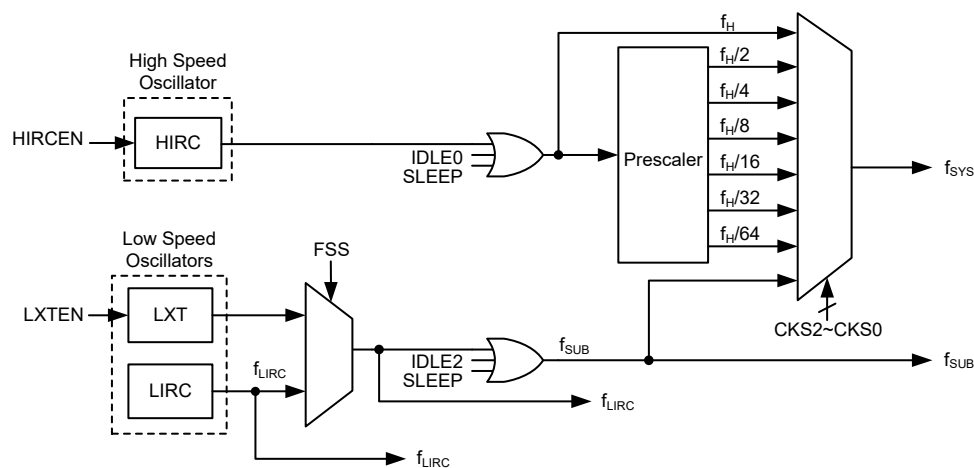 f_H
High Speed
Oscillator
f_H/2
f_H/4
HIRCEN
HIRC
f_H/8
IDLE0
SLEEP
Prescaler
f_H/16
f_SYS
f_H/32
f_H/64
Low Speed
Oscillators
FSS
LXTEN
LXT
CKS2~CKS0
IDLE2
SLEEP
f_SUB
f_SUB
LIRC
f_LIRC
f_LIRC
f_LIRC